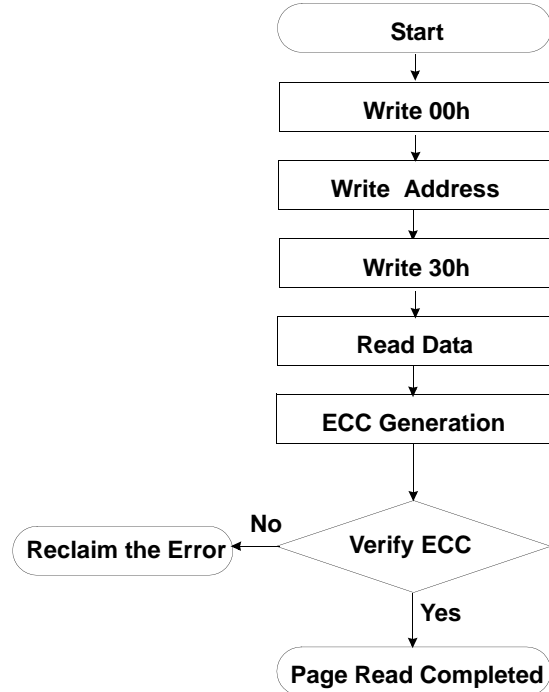 Start
Write 00h
Write Address
Write 30h
Read Data
ECC Generation
No
Reclaim the Error
Verify ECC
Yes
Page Read Completed